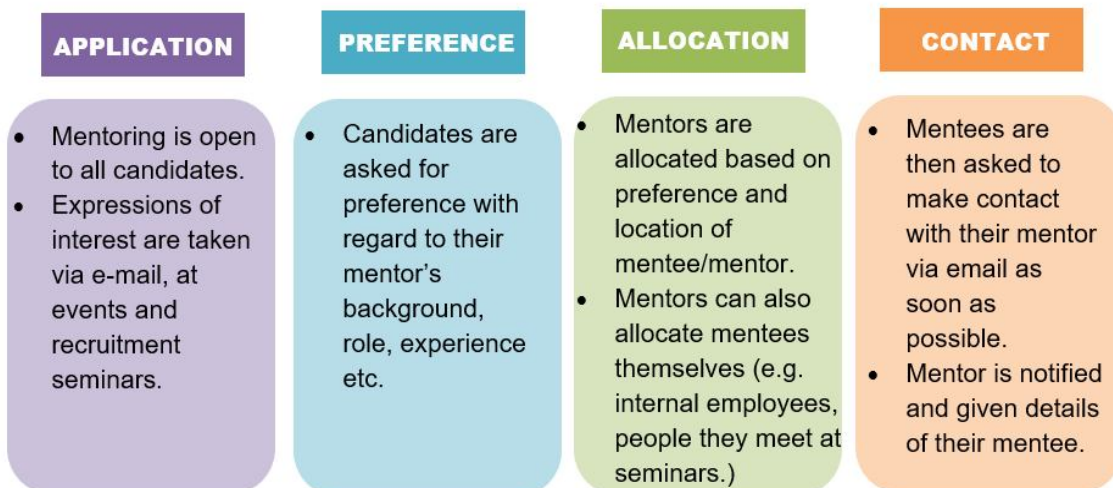 APPLICATION
• Mentoring is open
to all candidates.
• Expressions of
interest are taken
via e-mail, at
events and
recruitment
seminars.
PREFERENCE
• Candidates are
asked for
preference with
regard to their
mentor’s
background,
role, experience
etc.
ALLOCATION
• Mentors are
allocated based on
preference and
location of
mentee/mentor.
• Mentors can also
allocate mentees
themselves (e.g.
internal employees,
people they meet at
seminars.)
CONTACT
• Mentees are
then asked to
make contact
with their mentor
via email as
soon as
possible.
• Mentor is notified
and given details
of their mentee.